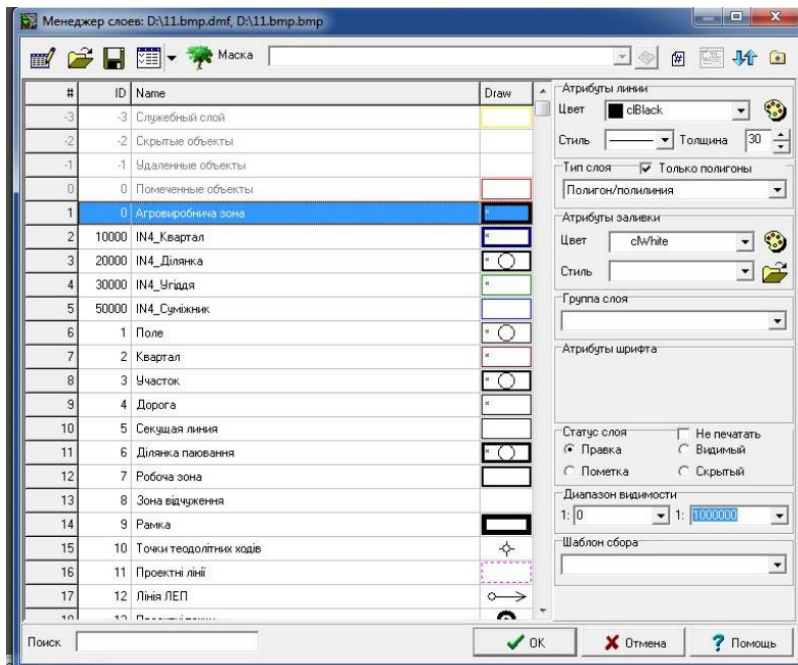 Менеджер слоев: D:\11.bmp.dmf, D:\11.bmp.bmp
Маска
# ID Name Draw
-3 -3 Служебный слой
-2 -2 Скрытые объекты
-1 -1 Удаленные объекты
0 0 Помеченные объекты
1 0 Агровиробнича зона
2 10000 IN4_Квартал
3 20000 IN4_Ділянка
4 30000 IN4_Угіддя
5 50000 IN4_Суміжник
6 1 Поле
7 2 Квартал
8 3 Участок
9 4 Дорога
10 5 Секущая линия
11 6 Ділянка паювання
12 7 Робоча зона
13 8 Зона відчуження
14 9 Рамка
15 10 Точки теодолітних ходів
16 11 Проектні лінії
17 12 Лінія ЛЕП
Атрибуты линии
Цвет clBlack
Стиль Толщина 30
Тип слоя Только полигоны
Полигон/полилиния
Атрибуты заливки
Цвет clWhite
Стиль
Группа слоя
Атрибуты шрифта
Статус слоя Не печатать
Правка Видимый
Пометка Скрытый
Диапазон видимости
1: 0 1: 1000000
Шаблон сбора
Поиск OK Отмена Помощь